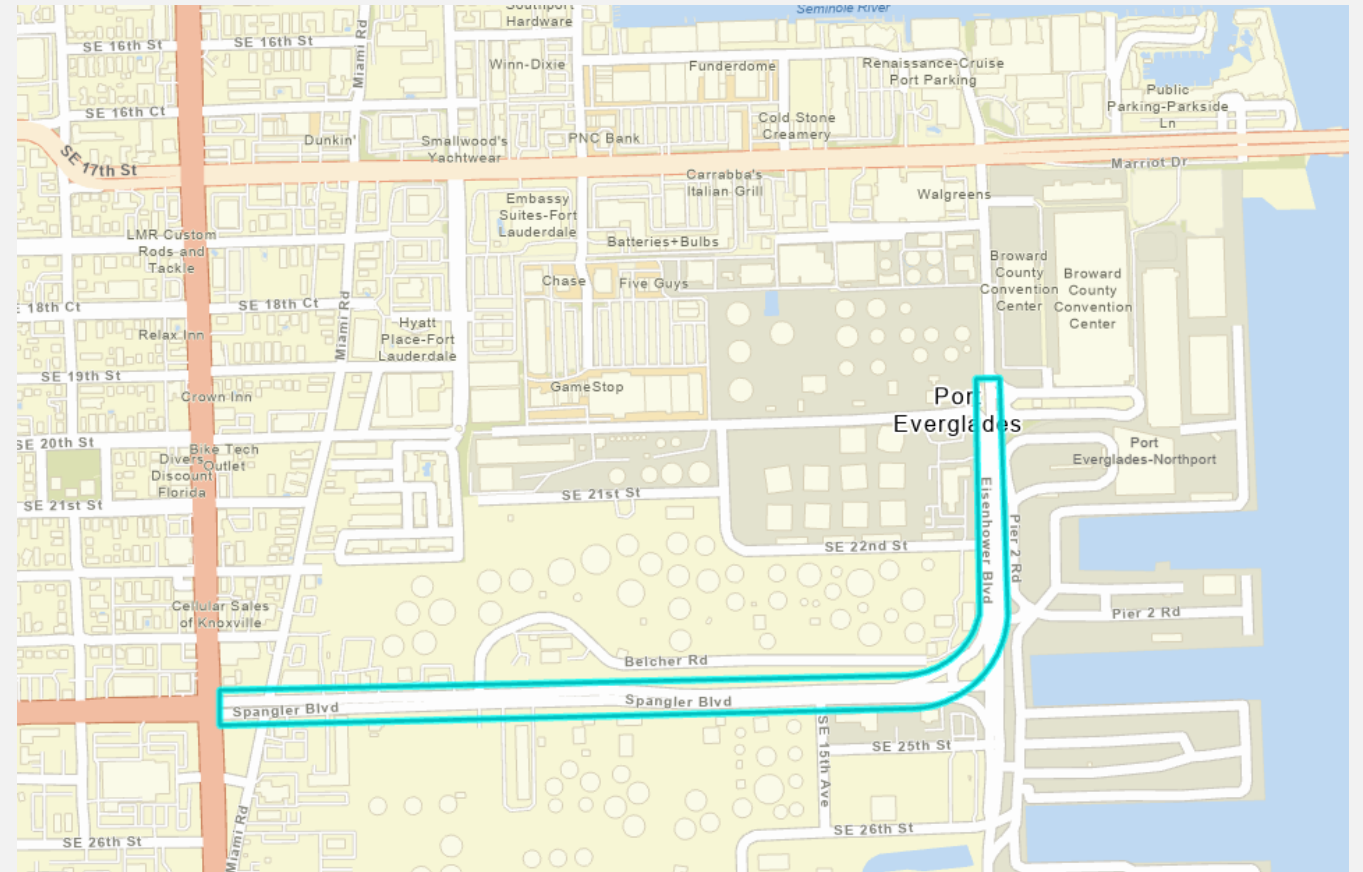 Southport
Hardware
Seminole River
SE 16th St
SE 16th St
Miami Rd
Winn-Dixie
Funderdome
Renaissance-Cruise
Port Parking
Public
Parking-Parkside
Ln
SE 16th Ct
Dunkin'
Smallwood's
Yachtwear
PNC Bank
Cold Stone
Creamery
SE 17th St
Marriot Dr
Carrabba's
Italian Grill
Walgreens
Embassy
Suites-Fort
Lauderdale
LMR Custom
Rods and
Tackle
Batteries+Bulbs
Broward
County
Convention
Center
Broward
County
Convention
Center
Chase
Five Guys
18th Ct
SE 18th Ct
Miami Rd
Hyatt
Place-Fort
Lauderdale
Relax Inn
SE 19th St
Crown Inn
GameStop
Port
Everglades
SE 20th St
Bike Tech
Outlet
Divers
Discount
Florida
Port
Everglades-Northport
SE 21st St
SE 21st St
Eisenhower Blvd
Pier 2 Rd
SE 22nd St
Cellular Sales
of Knoxville
Pier 2 Rd
Belcher Rd
Spangler Blvd
Spangler Blvd
SE 15th Ave
SE 25th St
Miami Rd
SE 26th St
SE 26th St